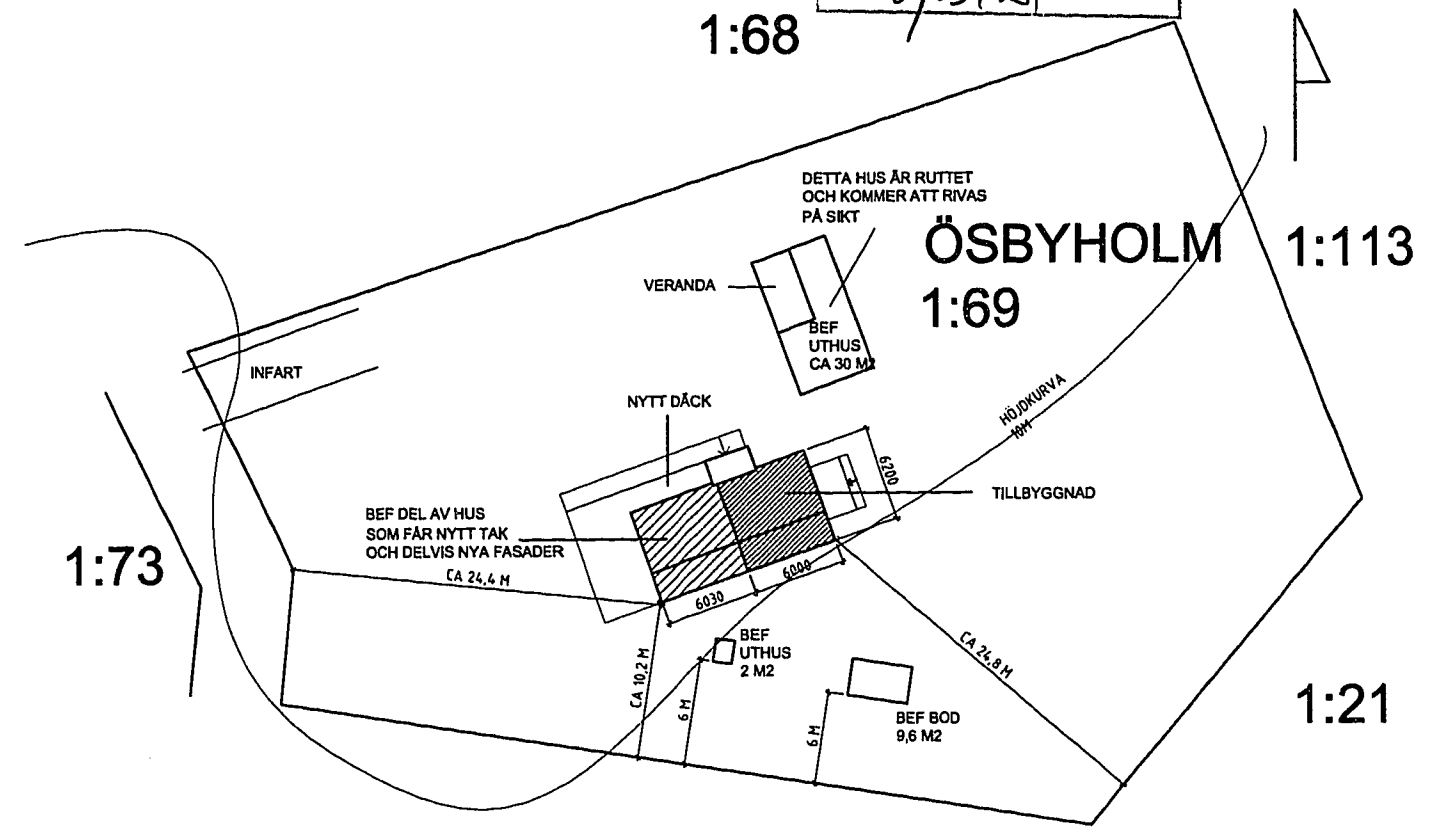 1:68
DETTA HUS ÄR RUTTET
OCH KOMMER ATT RIVAS
PÅ SIKT
ÖSBYHOLM
1:69
1:113
VERANDA
BEF
UTHUS
CA 30 M2
INFART
NYTT DÄCK
HÖJDKURVA
10M
6200
TILLBYGGNAD
BEF DEL AV HUS
SOM FÅR NYTT TAK
OCH DELVIS NYA FASADER
1:73
CA 24,4 M
6030
6000
CA 10,2 M
6 M
BEF
UTHUS
2 M2
6 M
BEF BOD
9,6 M2
CA 24,8 M
1:21